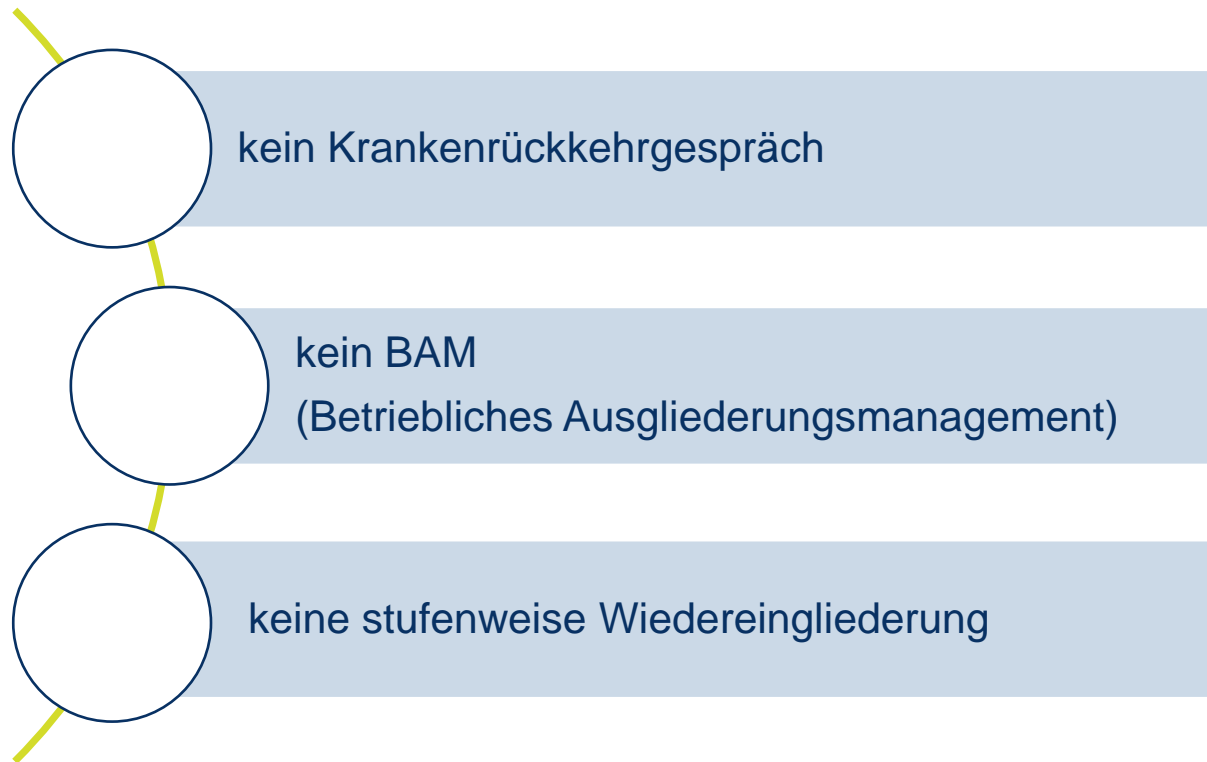 kein Krankenrückkehrgespräch
kein BAM
(Betriebliches Ausgliederungsmanagement)
keine stufenweise Wiedereingliederung